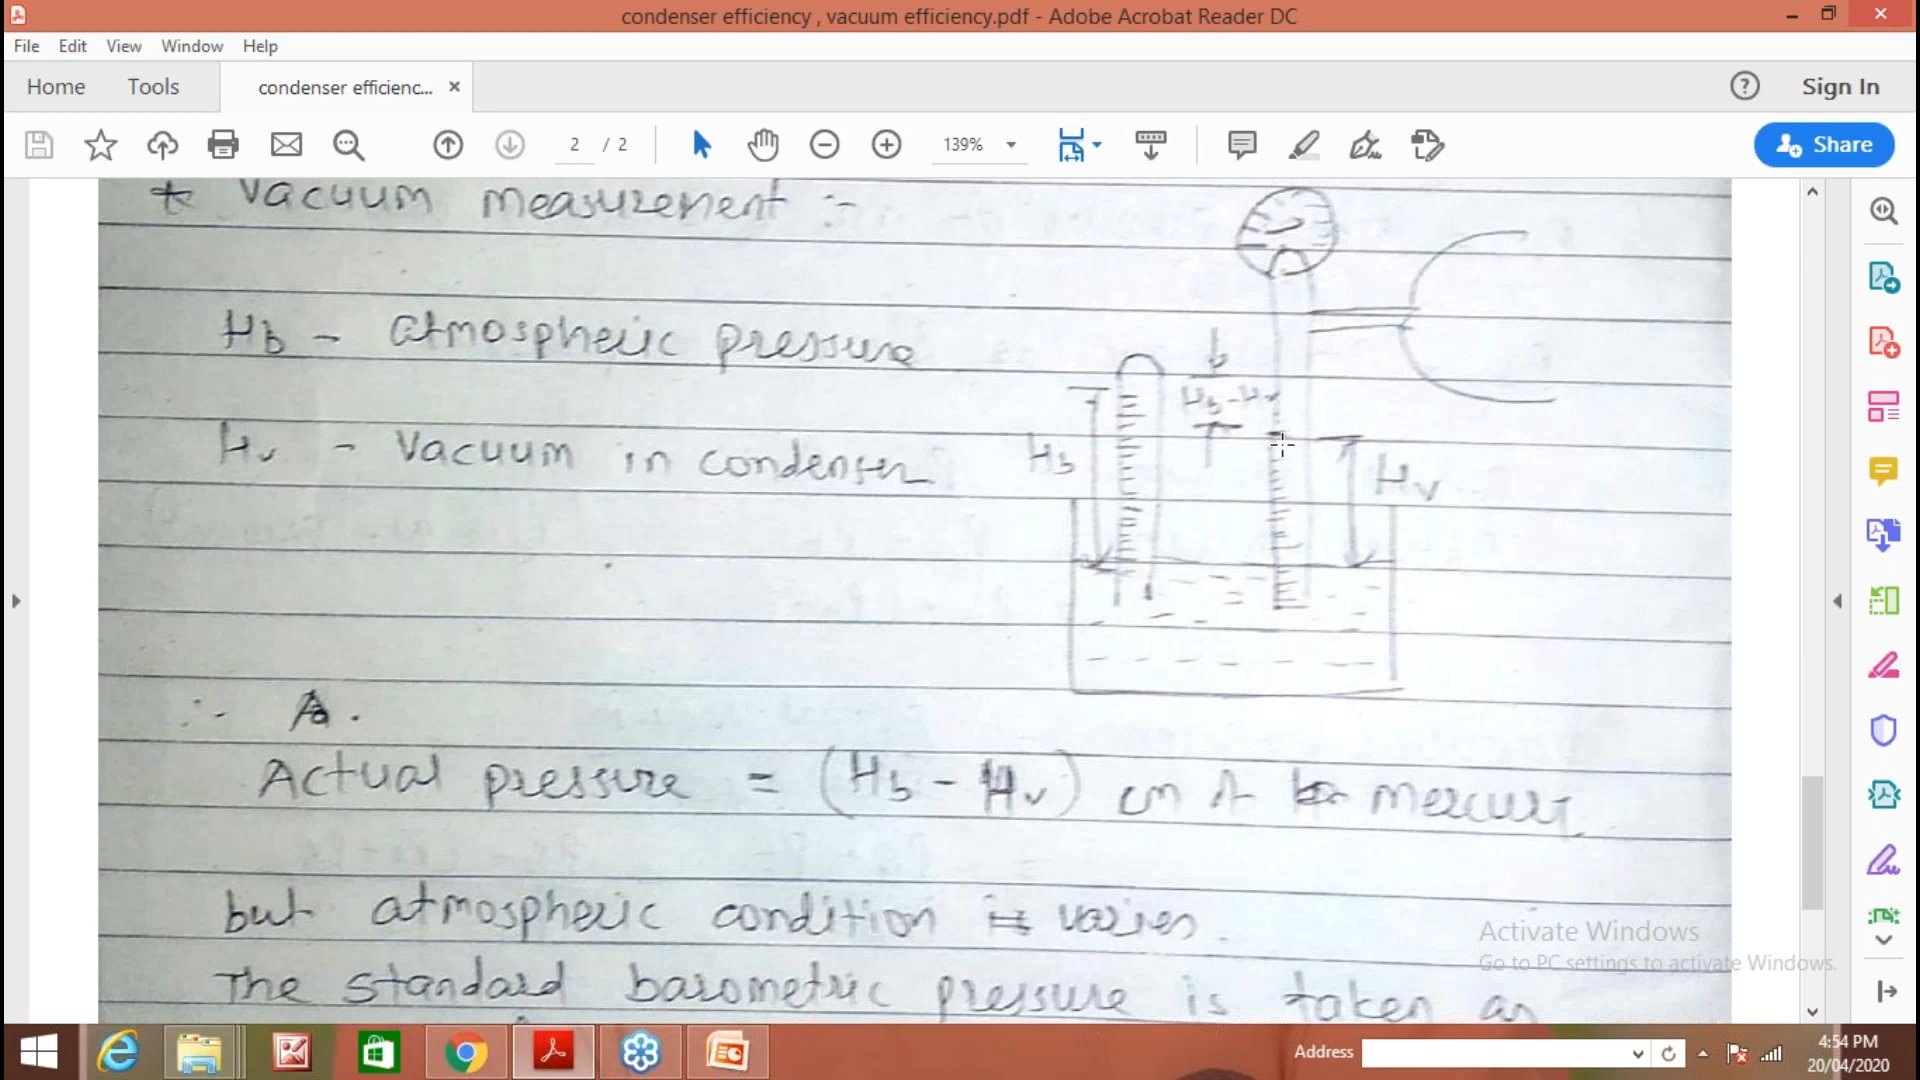 condenser efficiency , vacuum efficiency.pdf - Adobe Acrobat Reader DC
File Edit View Window Help
Home Tools condenser efficienc... × Sign In
2 / 2 139% Share
* Vacuum measurement :-
Hb - atmospheric pressure
Hb - Hv
Hv - Vacuum in condenser
Hb
Hv
∴ A.
Actual pressure = (Hb - Hv) cm of mercury
but atmospheric condition varies.
The standard barometric pressure is taken as
Activate Windows
Go to PC settings to activate Windows.
Address
4:54 PM
20/04/2020